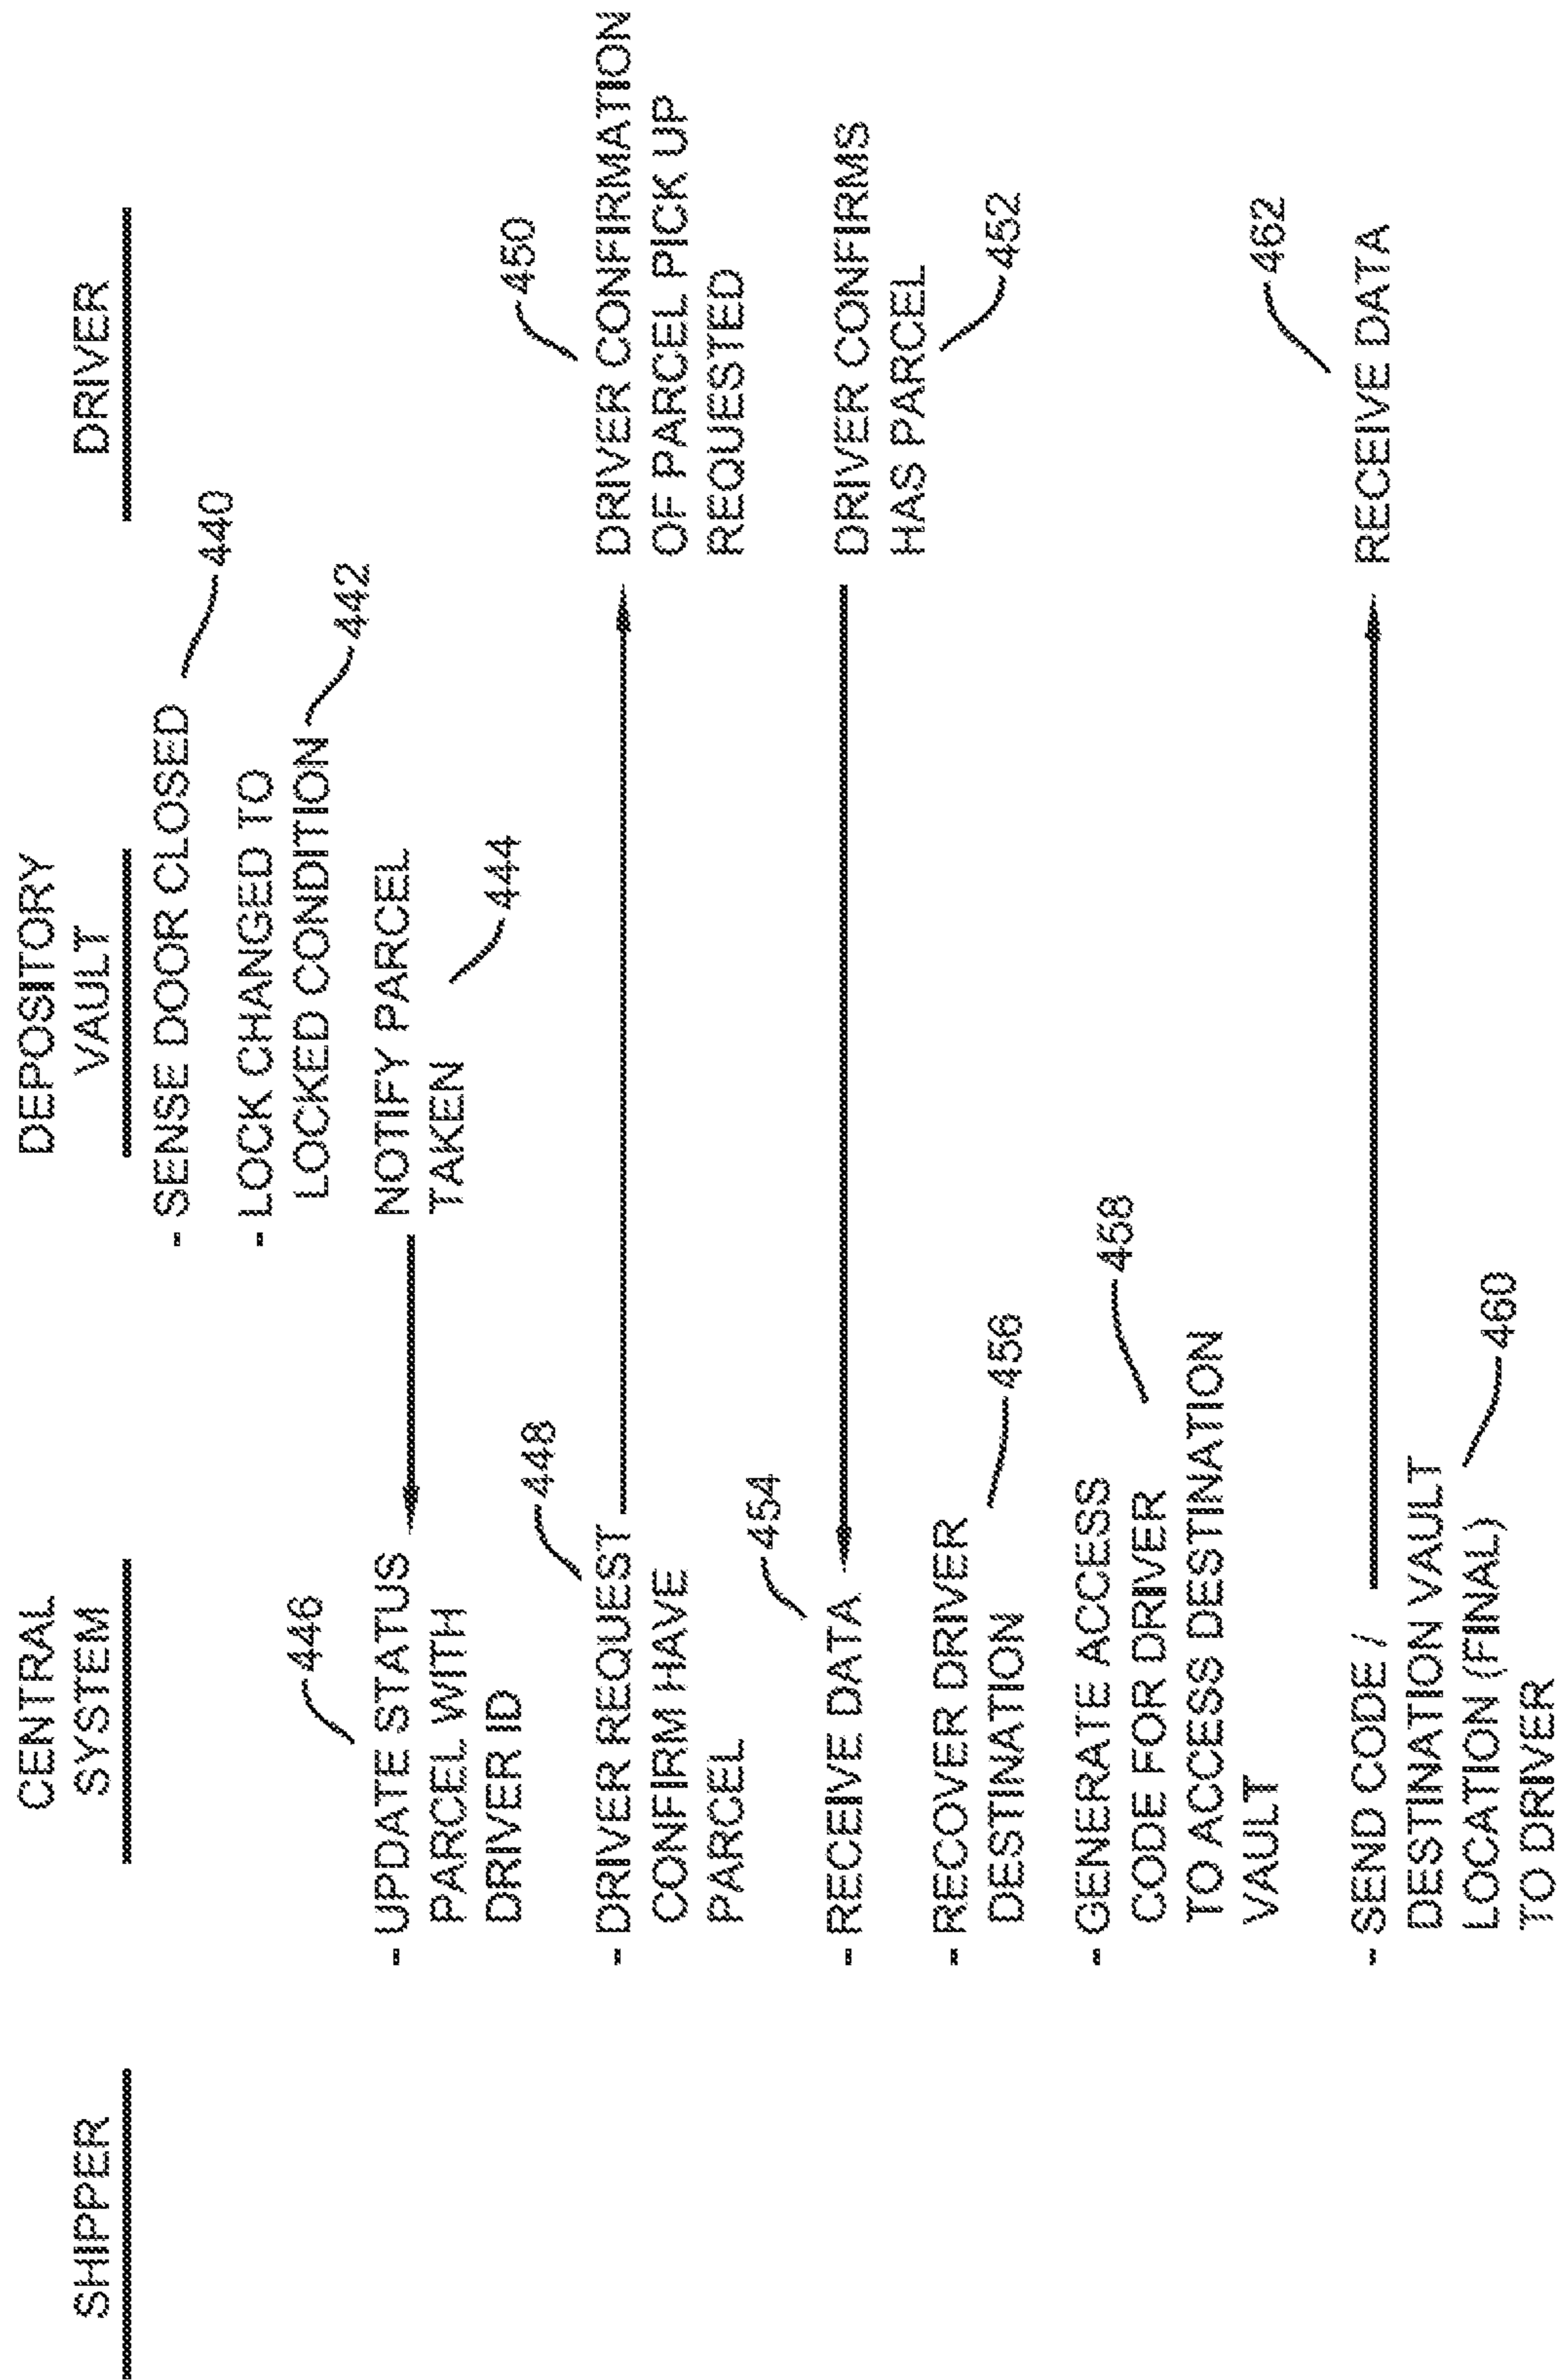 SHIPPER
CENTRAL
SYSTEM
DEPOSITORY
VAULT
DRIVER
- SENSE DOOR CLOSED
440
- LOCK CHANGED TO
LOCKED CONDITION
442
446
- UPDATE STATUS
PARCEL WITH
DRIVER ID
NOTIFY PARCEL
TAKEN
444
448
- DRIVER REQUEST
CONFIRM HAVE
PARCEL
450
DRIVER CONFIRMATION
OF PARCEL PICK UP
REQUESTED
454
- RECEIVE DATA
DRIVER CONFIRMS
HAS PARCEL
452
- RECOVER DRIVER
DESTINATION
456
- GENERATE ACCESS
CODE FOR DRIVER
TO ACCESS DESTINATION
VAULT
458
- SEND CODE /
DESTINATION VAULT
LOCATION (FINAL)
TO DRIVER
460
462
RECEIVE DATA